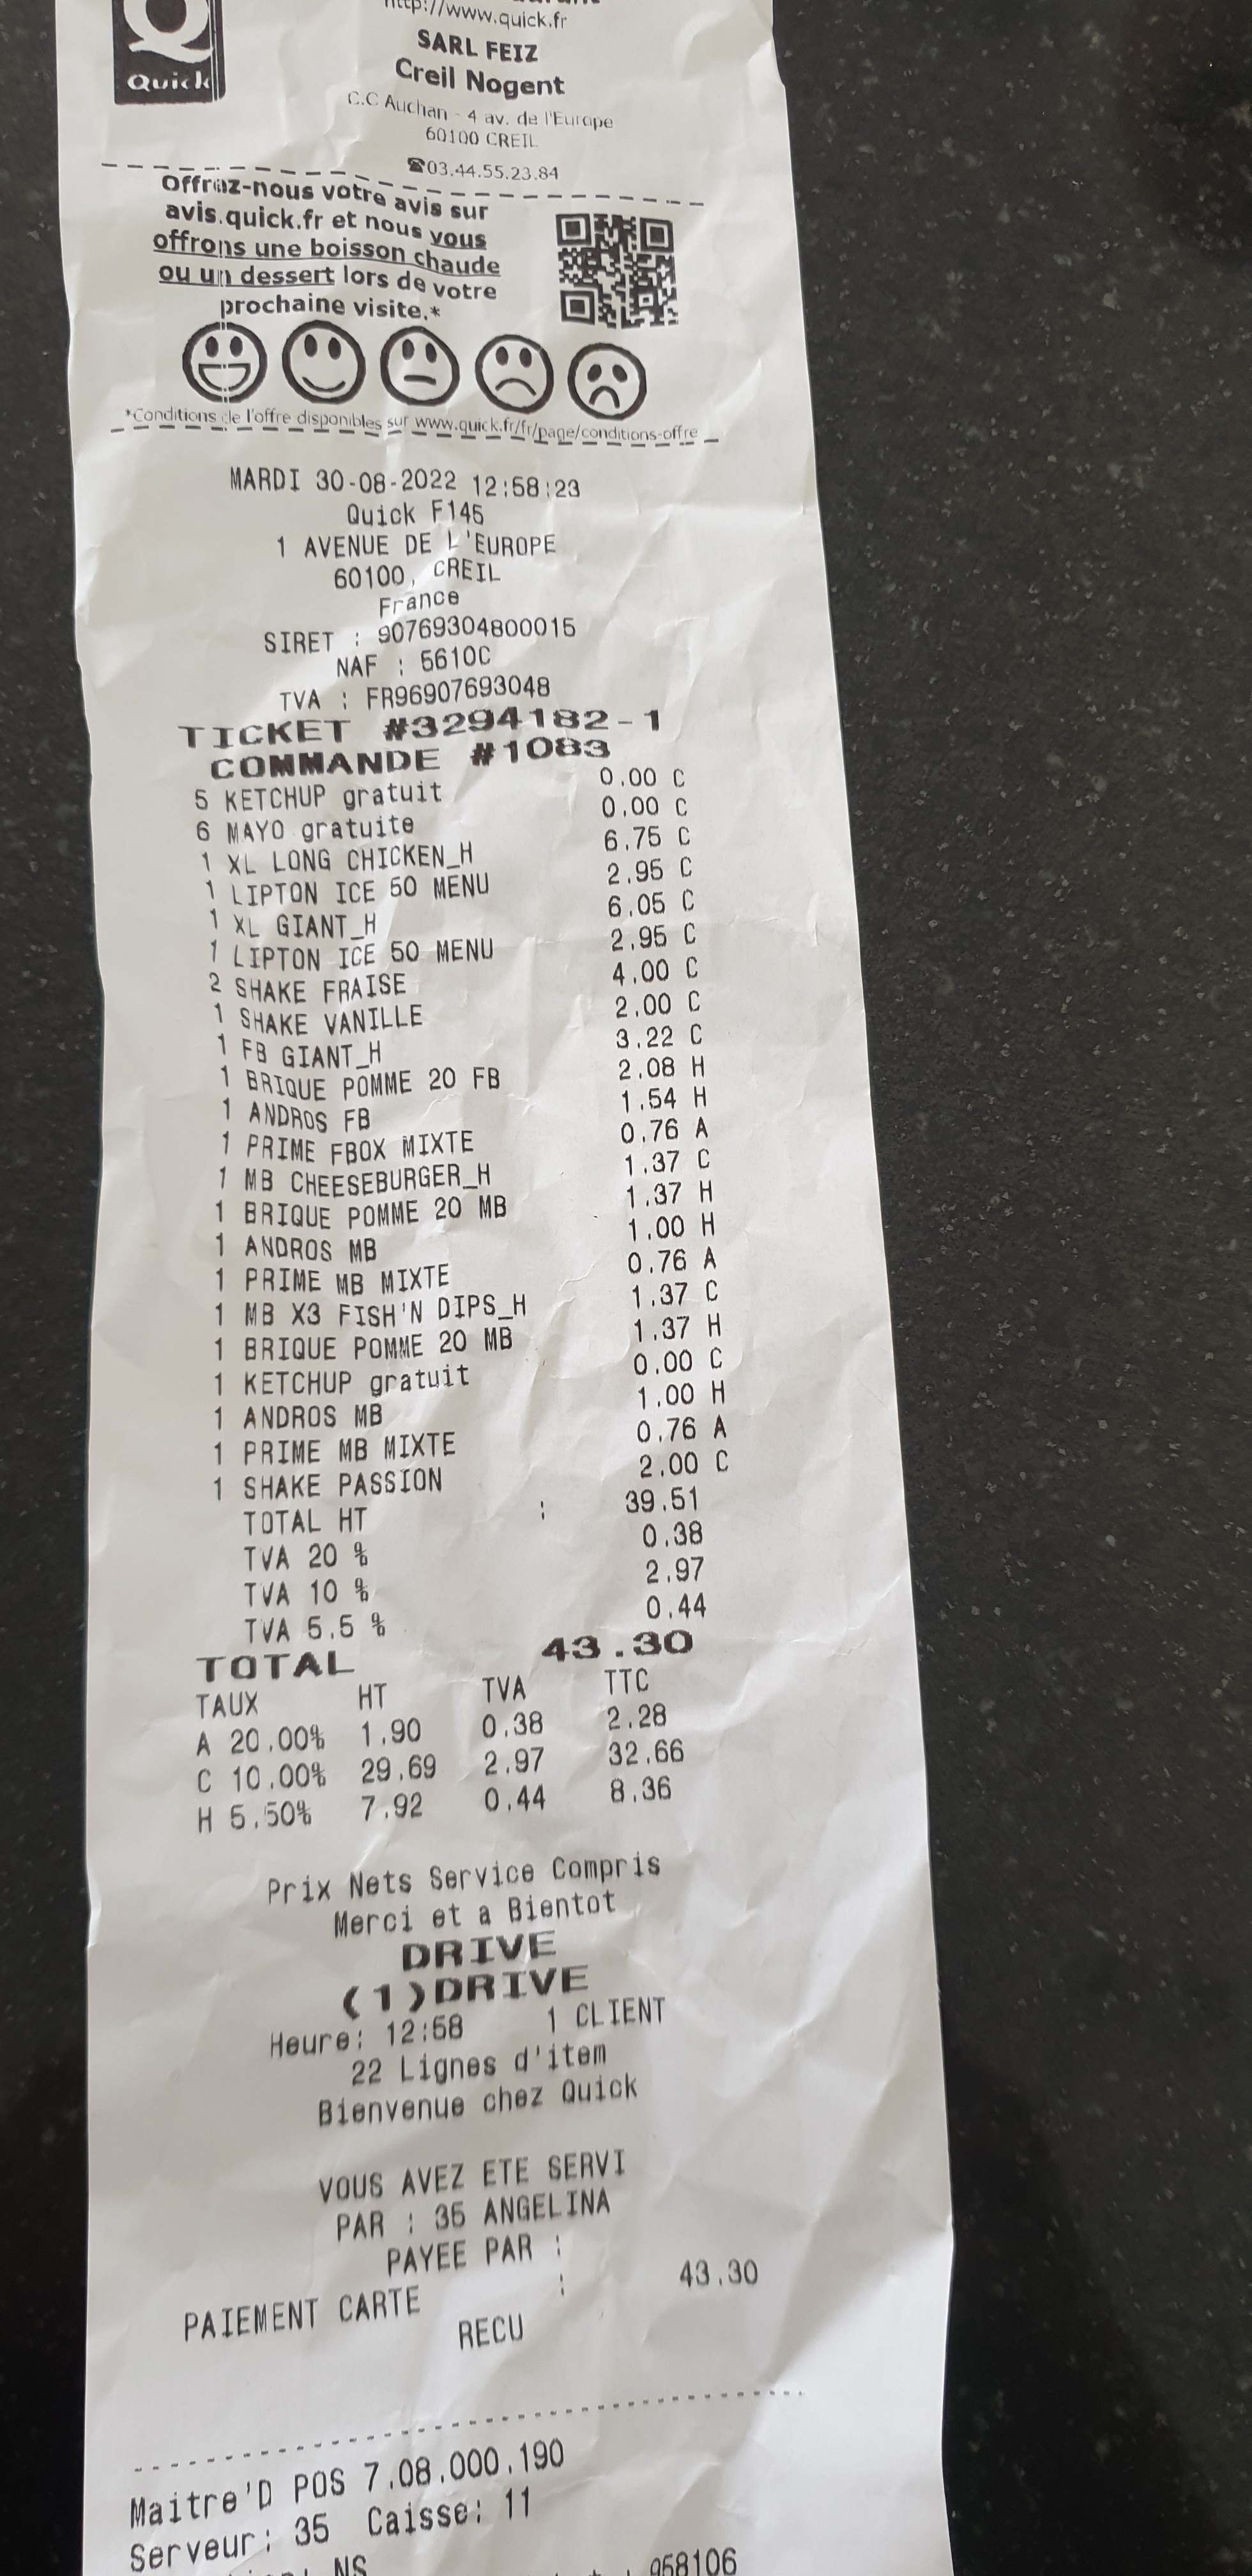 http://www.quick.fr
Quick
SARL FEIZ
Creil Nogent
C.C Auchan - 4 av. de l'Europe
60100 CREIL
☎03.44.55.23.84
Offrez-nous votre avis sur
avis.quick.fr et nous vous
offrons une boisson chaude
ou un dessert lors de votre
prochaine visite.*
*Conditions de l'offre disponibles sur www.quick.fr/fr/page/conditions-offre
MARDI 30-08-2022 12:58:23
Quick F145
1 AVENUE DE L'EUROPE
60100, CREIL
France
SIRET : 90769304800015
NAF : 5610C
TVA : FR96907693048
TICKET #3294182-1
COMMANDE #1083
5 KETCHUP gratuit 0.00 C
6 MAYO gratuite 0.00 C
1 XL LONG CHICKEN_H 6.75 C
1 LIPTON ICE 50 MENU 2.95 C
1 XL GIANT_H 6.05 C
1 LIPTON ICE 50 MENU 2.95 C
2 SHAKE FRAISE 4.00 C
1 SHAKE VANILLE 2.00 C
1 FB GIANT_H 3.22 C
1 BRIQUE POMME 20 FB 2.08 H
1 ANDROS FB 1.54 H
1 PRIME FBOX MIXTE 0.76 A
1 MB CHEESEBURGER_H 1.37 C
1 BRIQUE POMME 20 MB 1.37 H
1 ANDROS MB 1.00 H
1 PRIME MB MIXTE 0.76 A
1 MB X3 FISH'N DIPS_H 1.37 C
1 BRIQUE POMME 20 MB 1.37 H
1 KETCHUP gratuit 0.00 C
1 ANDROS MB 1.00 H
1 PRIME MB MIXTE 0.76 A
1 SHAKE PASSION 2.00 C
TOTAL HT : 39.51
TVA 20 % 0.38
TVA 10 % 2.97
TVA 5.5 % 0.44
TOTAL 43.30
TAUX HT TVA TTC
A 20.00% 1.90 0.38 2.28
C 10.00% 29.69 2.97 32.66
H 5.50% 7.92 0.44 8.36
Prix Nets Service Compris
Merci et a Bientot
DRIVE
(1)DRIVE
Heure: 12:58 1 CLIENT
22 Lignes d'item
Bienvenue chez Quick
VOUS AVEZ ETE SERVI
PAR : 35 ANGELINA
PAYEE PAR :
PAIEMENT CARTE : 43.30
RECU
Maitre'D POS 7.08.000.190
Serveur: 35 Caisse: 11
NS 058106